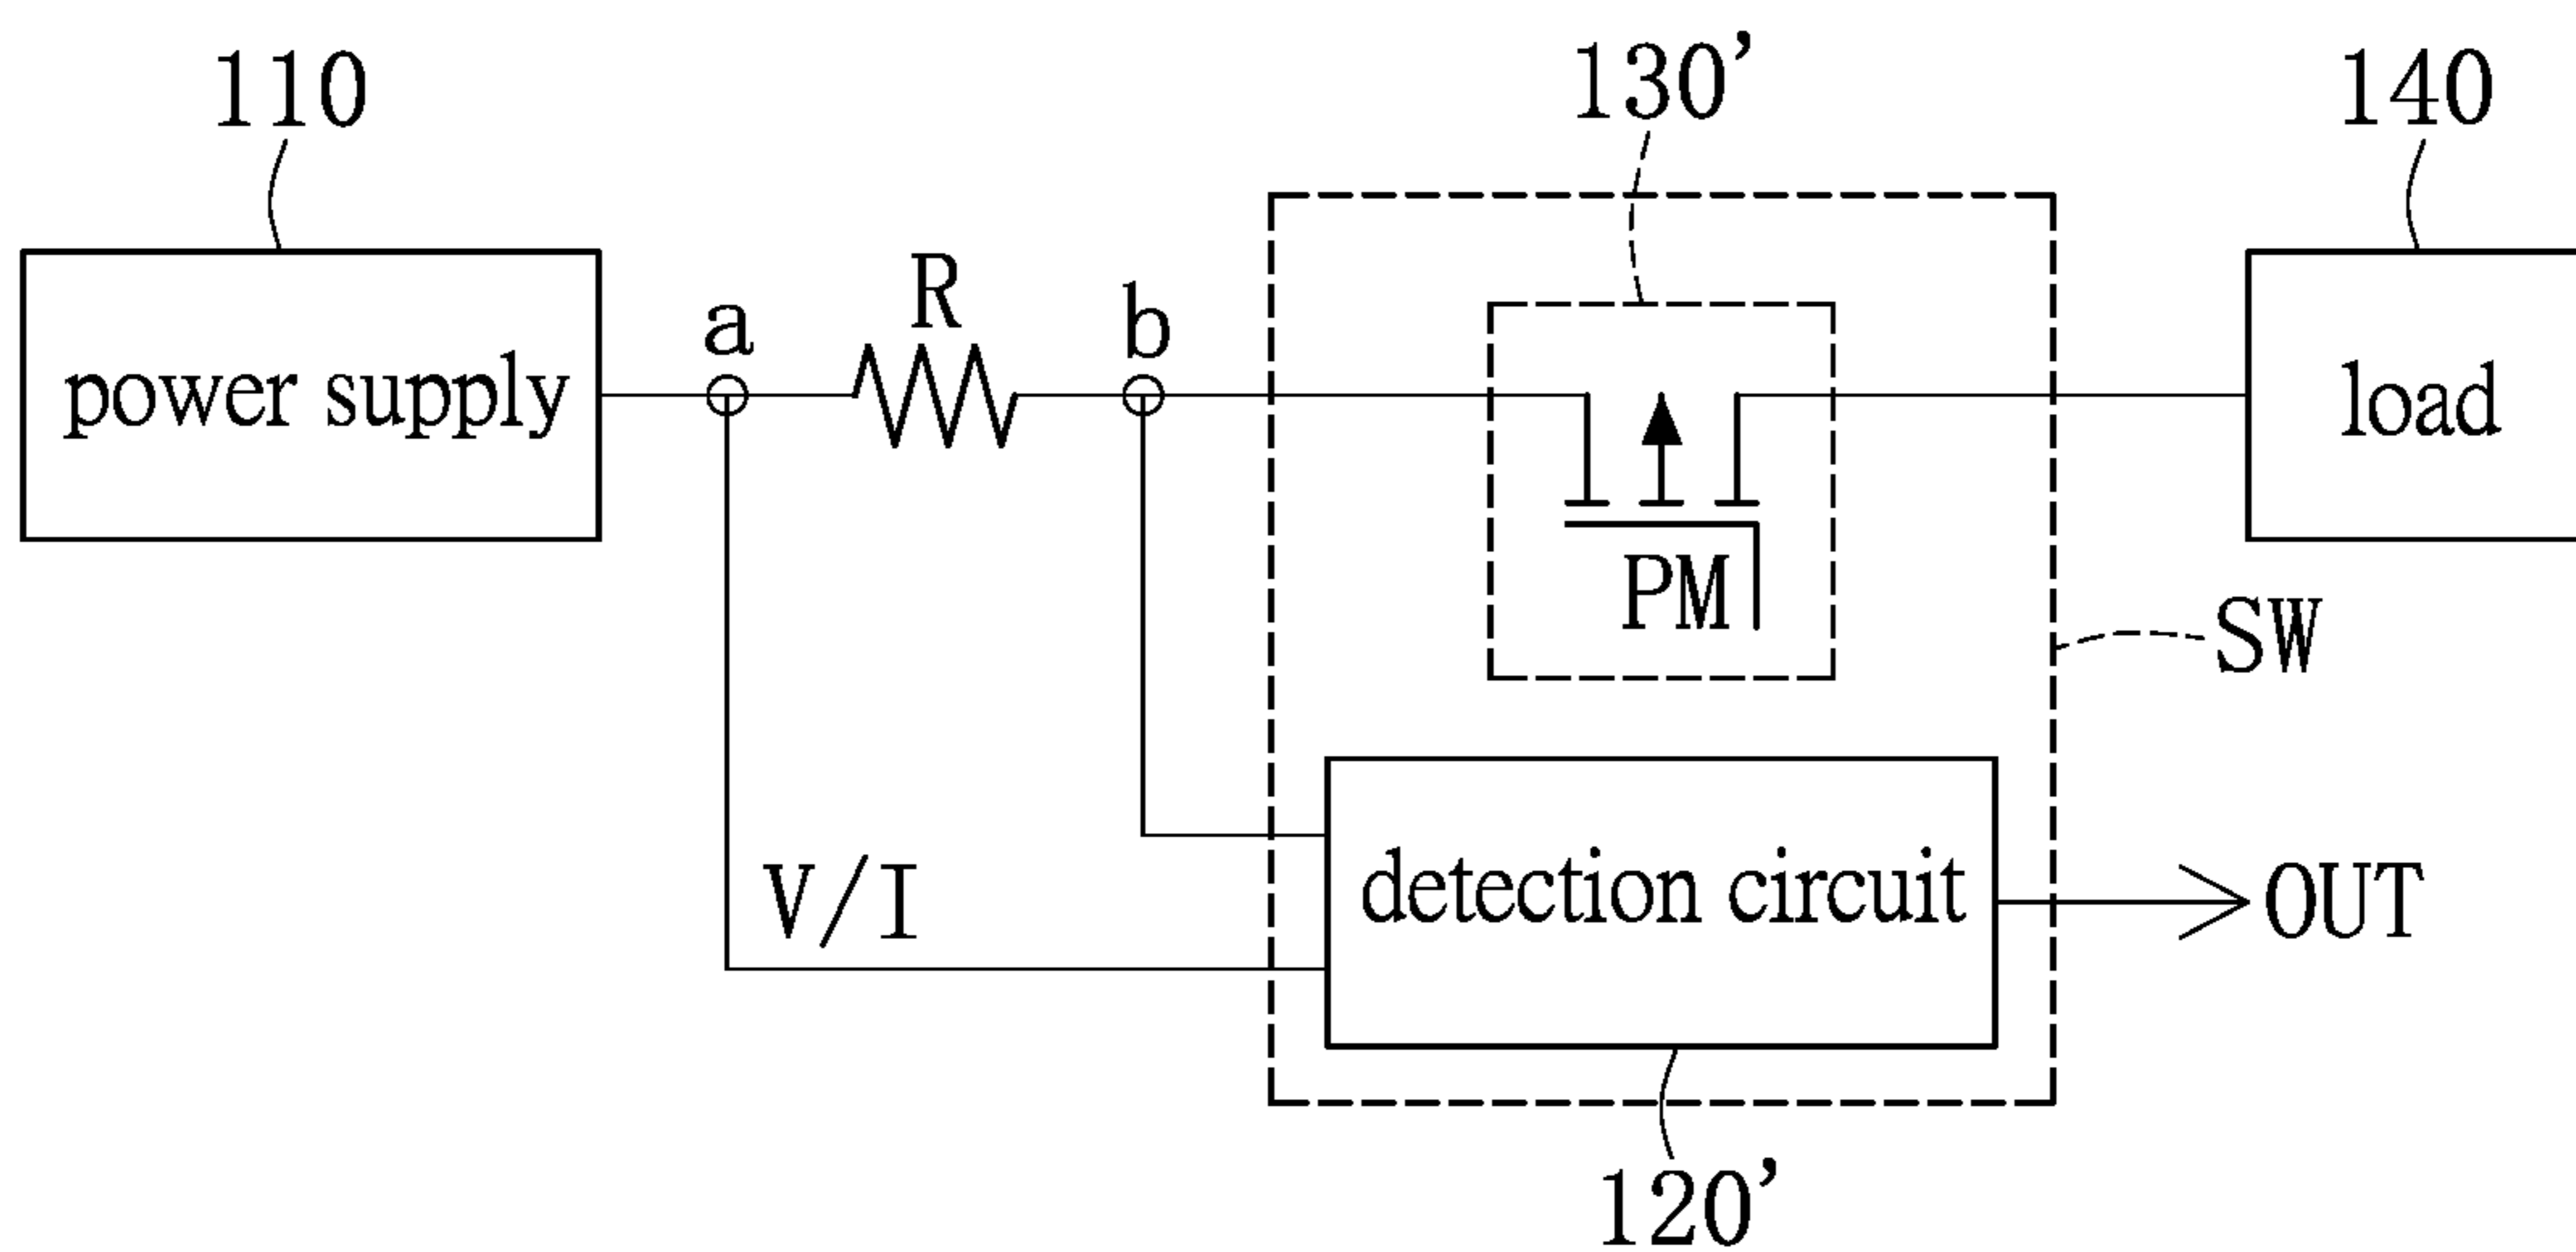 110
130'
140
power supply
a
R
b
load
PM
SW
V/I
detection circuit
OUT
120'